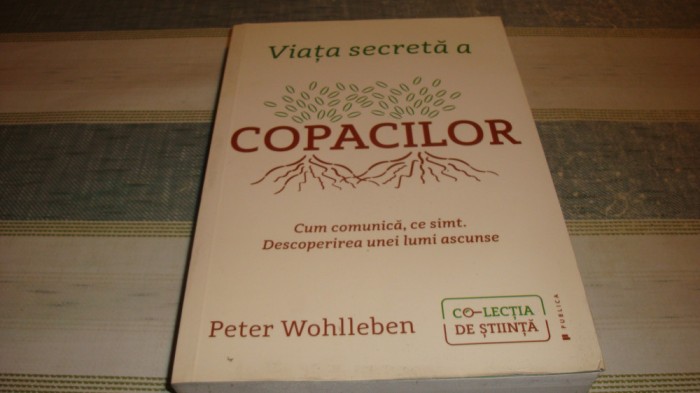 Viața secretă a
COPACILOR
Cum comunică, ce simt.
Descoperirea unei lumi ascunse
Peter Wohlleben
CO-LECȚIA
DE ȘTIINȚĂ
PUBLICA